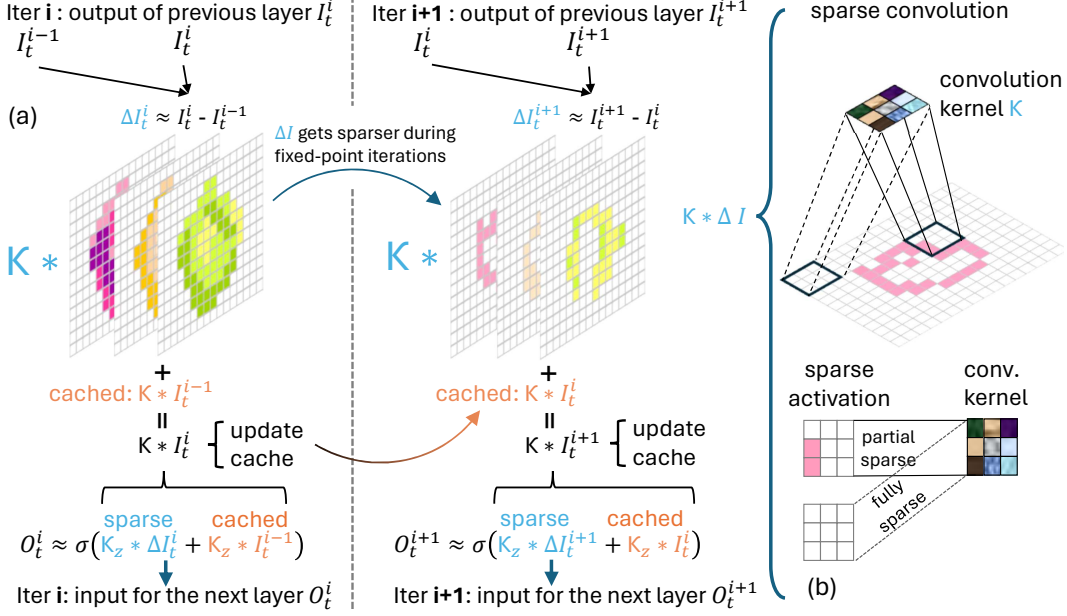 Iter i : output of previous layer I_t^i
I_t^{i−1}
I_t^i
(a)
ΔI_t^i ≈ I_t^i - I_t^{i−1}
K ∗
+
cached: K ∗ I_t^{i−1}
=
K ∗ I_t^i
update
cache
sparse
cached
O_t^i ≈ σ(K_z ∗ ΔI_t^i + K_z ∗ I_t^{i−1})
Iter i: input for the next layer O_t^i
ΔI gets sparser during
fixed-point iterations
Iter i+1 : output of previous layer I_t^{i+1}
I_t^i
I_t^{i+1}
ΔI_t^{i+1} ≈ I_t^{i+1} - I_t^i
K ∗
+
cached: K ∗ I_t^i
=
K ∗ I_t^{i+1}
update
cache
sparse
cached
O_t^{i+1} ≈ σ(K_z ∗ ΔI_t^{i+1} + K_z ∗ I_t^i)
Iter i+1: input for the next layer O_t^{i+1}
K ∗ Δ I
sparse convolution
convolution
kernel K
sparse
activation
conv.
kernel
partial
sparse
fully
sparse
(b)